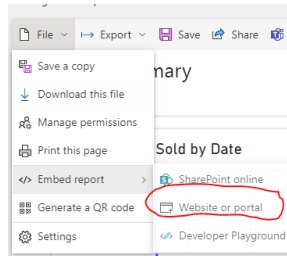 File Export Save Share
Save a copy
mary
Download this file
Manage permissions
Print this page
Sold by Date
Embed report
SharePoint online
Generate a QR code
Website or portal
Settings
Developer Playground